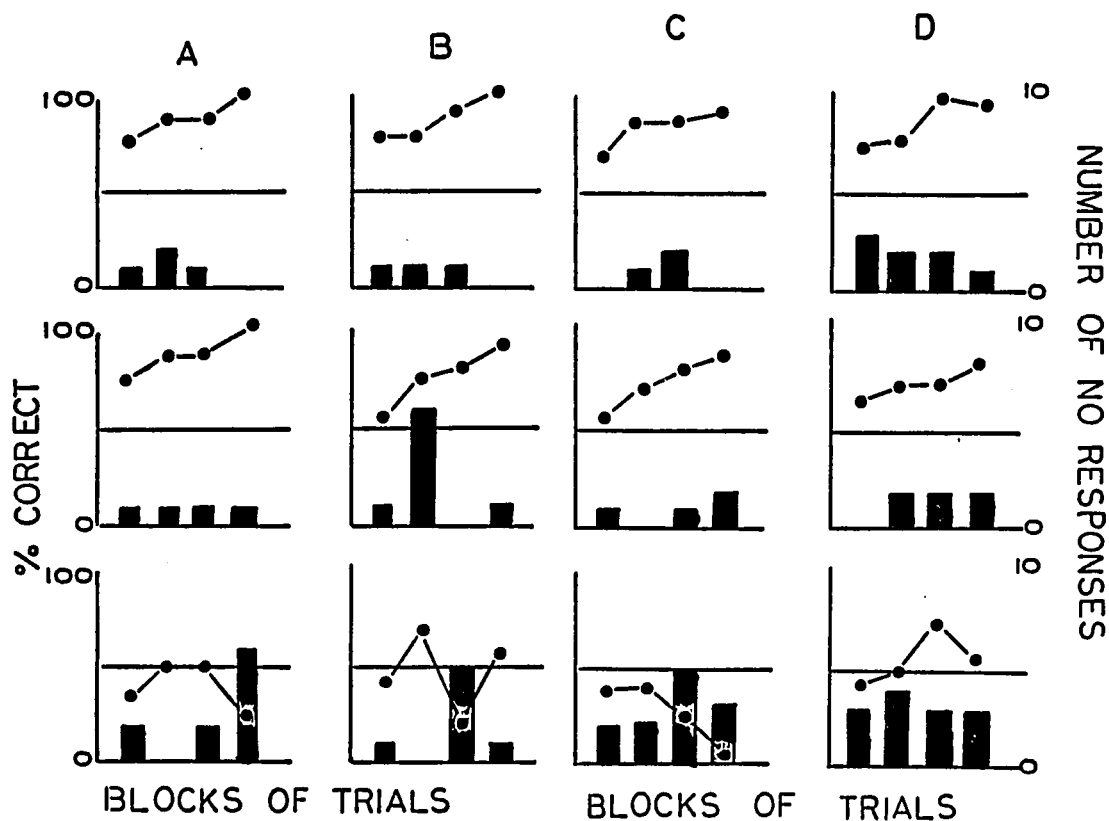 A B C D
100 10
0 0
100 10
0 0
100 10
0 0
% CORRECT
NUMBER OF NO RESPONSES
BLOCKS OF TRIALS BLOCKS OF TRIALS